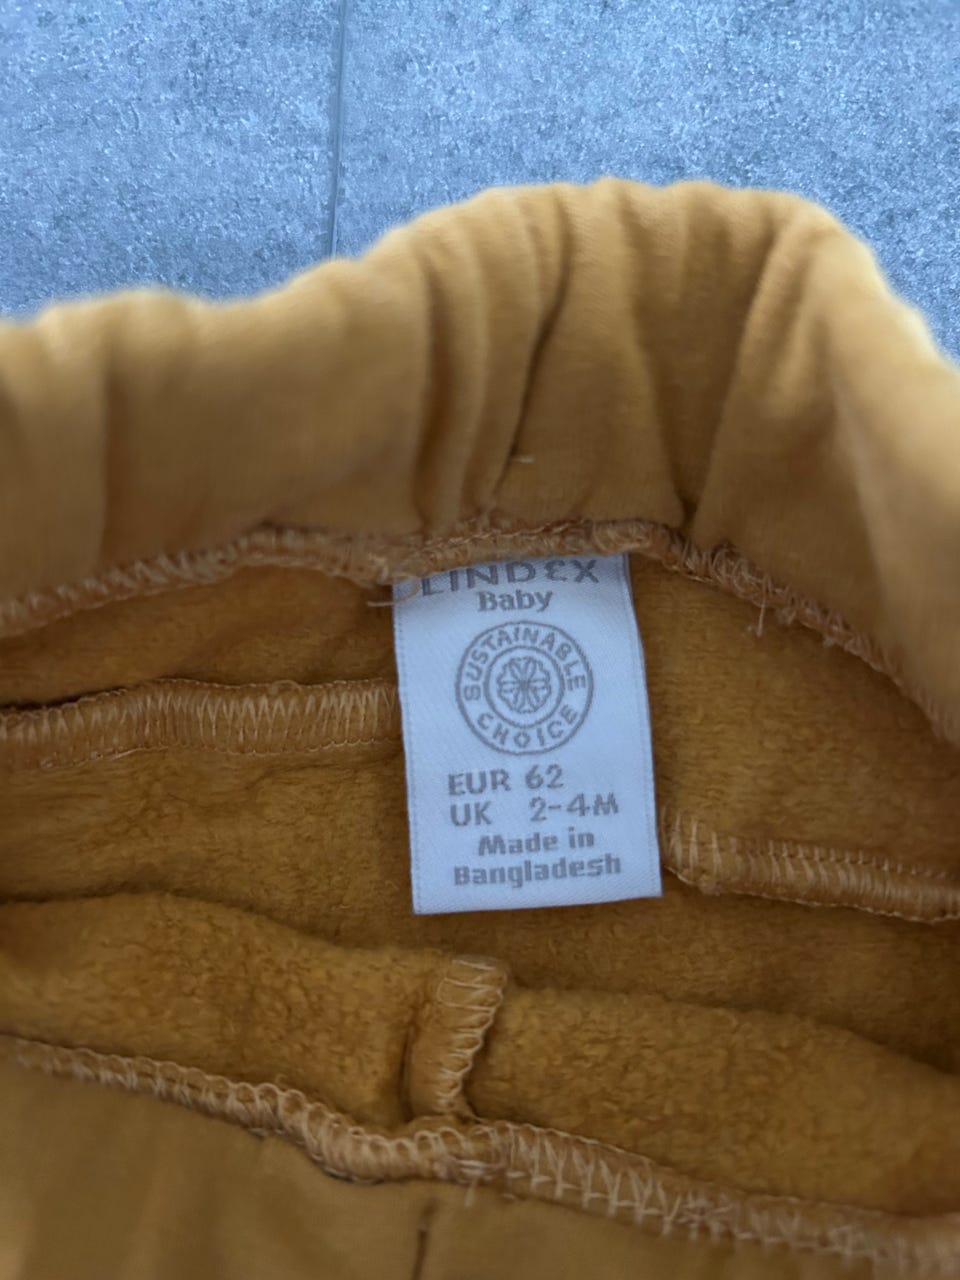 LINDEX
Baby
SUSTAINABLE
CHOICE
EUR 62
UK 2-4M
Made in
Bangladesh